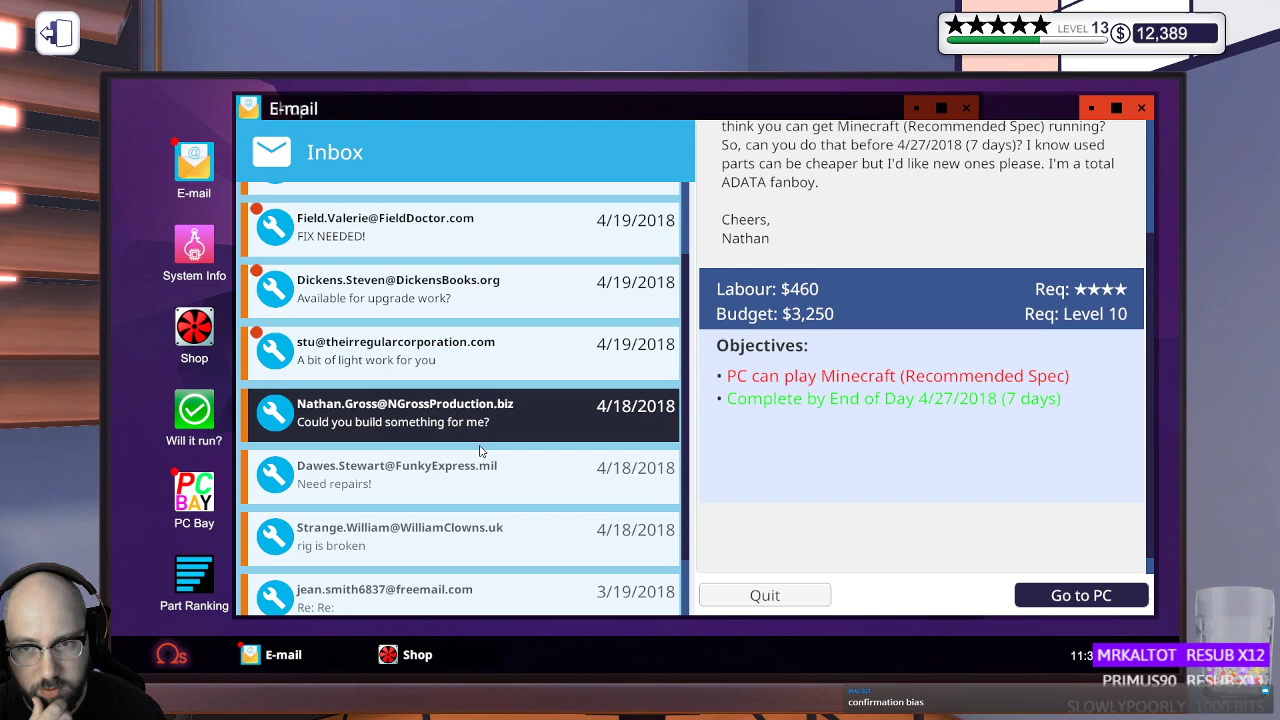 LEVEL 13 $ 12,389
E-mail
Inbox
Field.Valerie@FieldDoctor.com 4/19/2018
FIX NEEDED!
Dickens.Steven@DickensBooks.org 4/19/2018
Available for upgrade work?
stu@theirregularcorporation.com 4/19/2018
A bit of light work for you
Nathan.Gross@NGrossProduction.biz 4/18/2018
Could you build something for me?
Dawes.Stewart@FunkyExpress.mil 4/18/2018
Need repairs!
Strange.William@WilliamClowns.uk 4/18/2018
rig is broken
jean.smith6837@freemail.com 3/19/2018
Re: Re:
think you can get Minecraft (Recommended Spec) running?
So, can you do that before 4/27/2018 (7 days)? I know used
parts can be cheaper but I'd like new ones please. I'm a total
ADATA fanboy.
Cheers,
Nathan
Labour: $460 Req: ★★★★
Budget: $3,250 Req: Level 10
Objectives:
• PC can play Minecraft (Recommended Spec)
• Complete by End of Day 4/27/2018 (7 days)
Quit Go to PC
E-mail
System Info
Shop
Will it run?
PC BAY
PC Bay
Part Ranking
Ωs E-mail Shop 11:3
MRKALTOT RESUB X12
PRIMUS90 RESUB X11
SLOWLYPOORLY 1000 BITS
confirmation bias